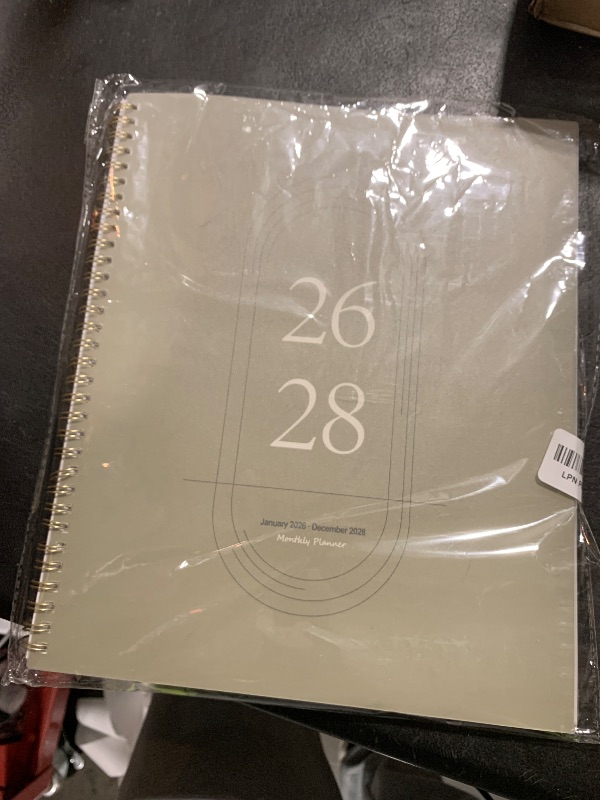 26
28
January 2026 - December 2028
Monthly Planner
LPN